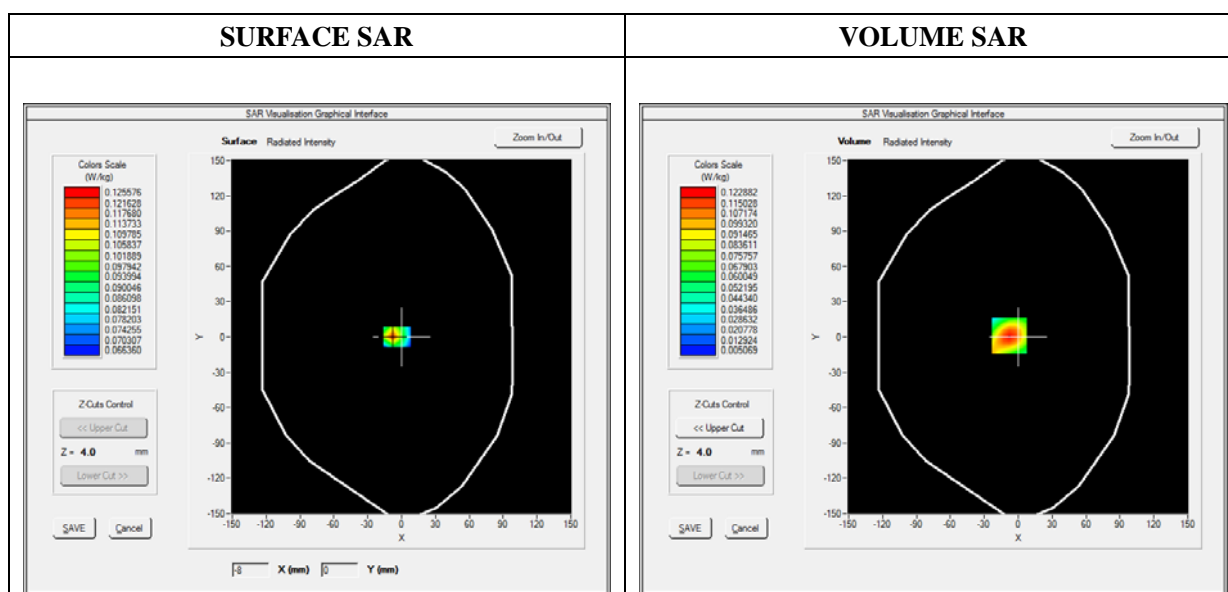 SURFACE SAR
VOLUME SAR
SAR Visualisation Graphical Interface
Surface Radiated Intensity
Zoom In/Out
Colors Scale
(W/kg)
0.125576
0.121628
0.117680
0.113733
0.109785
0.105837
0.101889
0.097942
0.093994
0.090046
0.086098
0.082151
0.078203
0.074255
0.070307
0.066360
Z-Cuts Control
<< Upper Cut
Z = 4.0 mm
Lower Cut >>
SAVE Cancel
150
120
90
60
30
Y 0
-30
-60
-90
-120
-150
-150 -120 -90 -60 -30 0 30 60 90 120 150
X
-8 X (mm) 0 Y (mm)
SAR Visualisation Graphical Interface
Volume Radiated Intensity
Zoom In/Out
Colors Scale
(W/kg)
0.122882
0.115028
0.107174
0.099320
0.091465
0.083611
0.075757
0.067903
0.060049
0.052195
0.044340
0.036486
0.028632
0.020778
0.012924
0.005069
Z-Cuts Control
<< Upper Cut
Z = 4.0 mm
Lower Cut >>
SAVE Cancel
150
120
90
60
30
Y 0
-30
-60
-90
-120
-150
-150 -120 -90 -60 -30 0 30 60 90 120 150
X